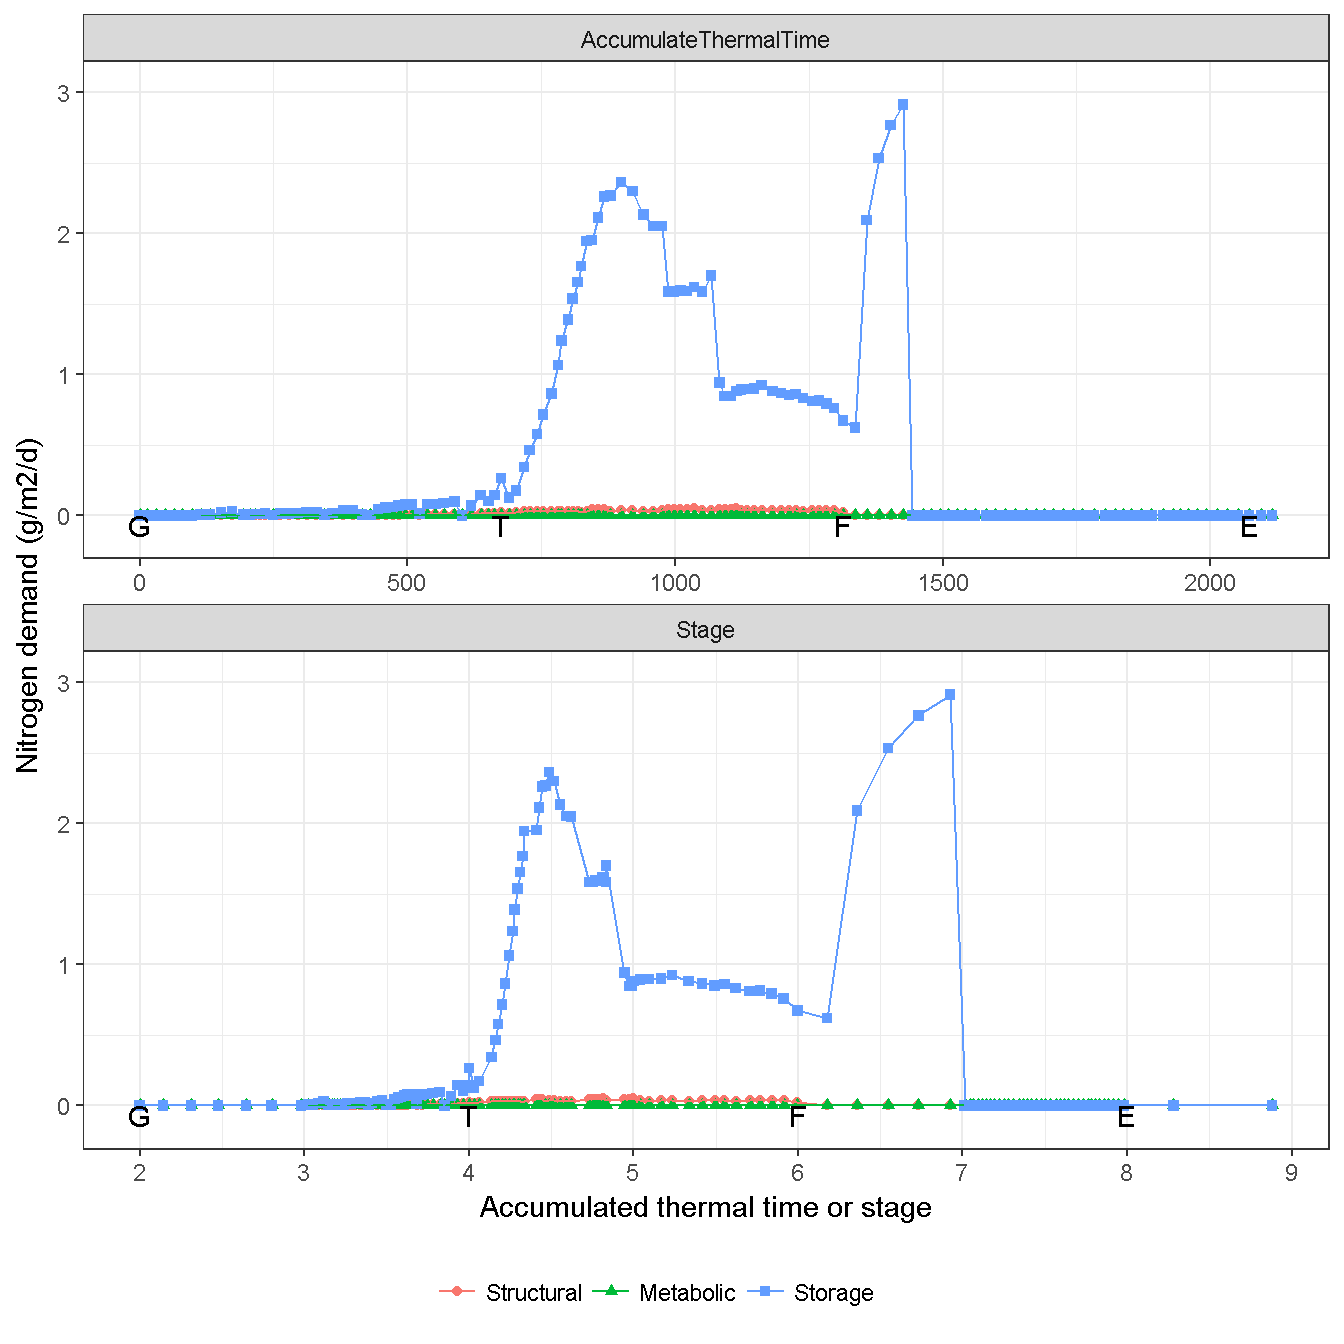 AccumulateThermalTime
3
2
1
0
G
T
F
E
0
500
1000
1500
2000
Nitrogen demand (g/m2/d)
Stage
3
2
1
0
G
T
F
E
2
3
4
5
6
7
8
9
Accumulated thermal time or stage
Structural
Metabolic
Storage